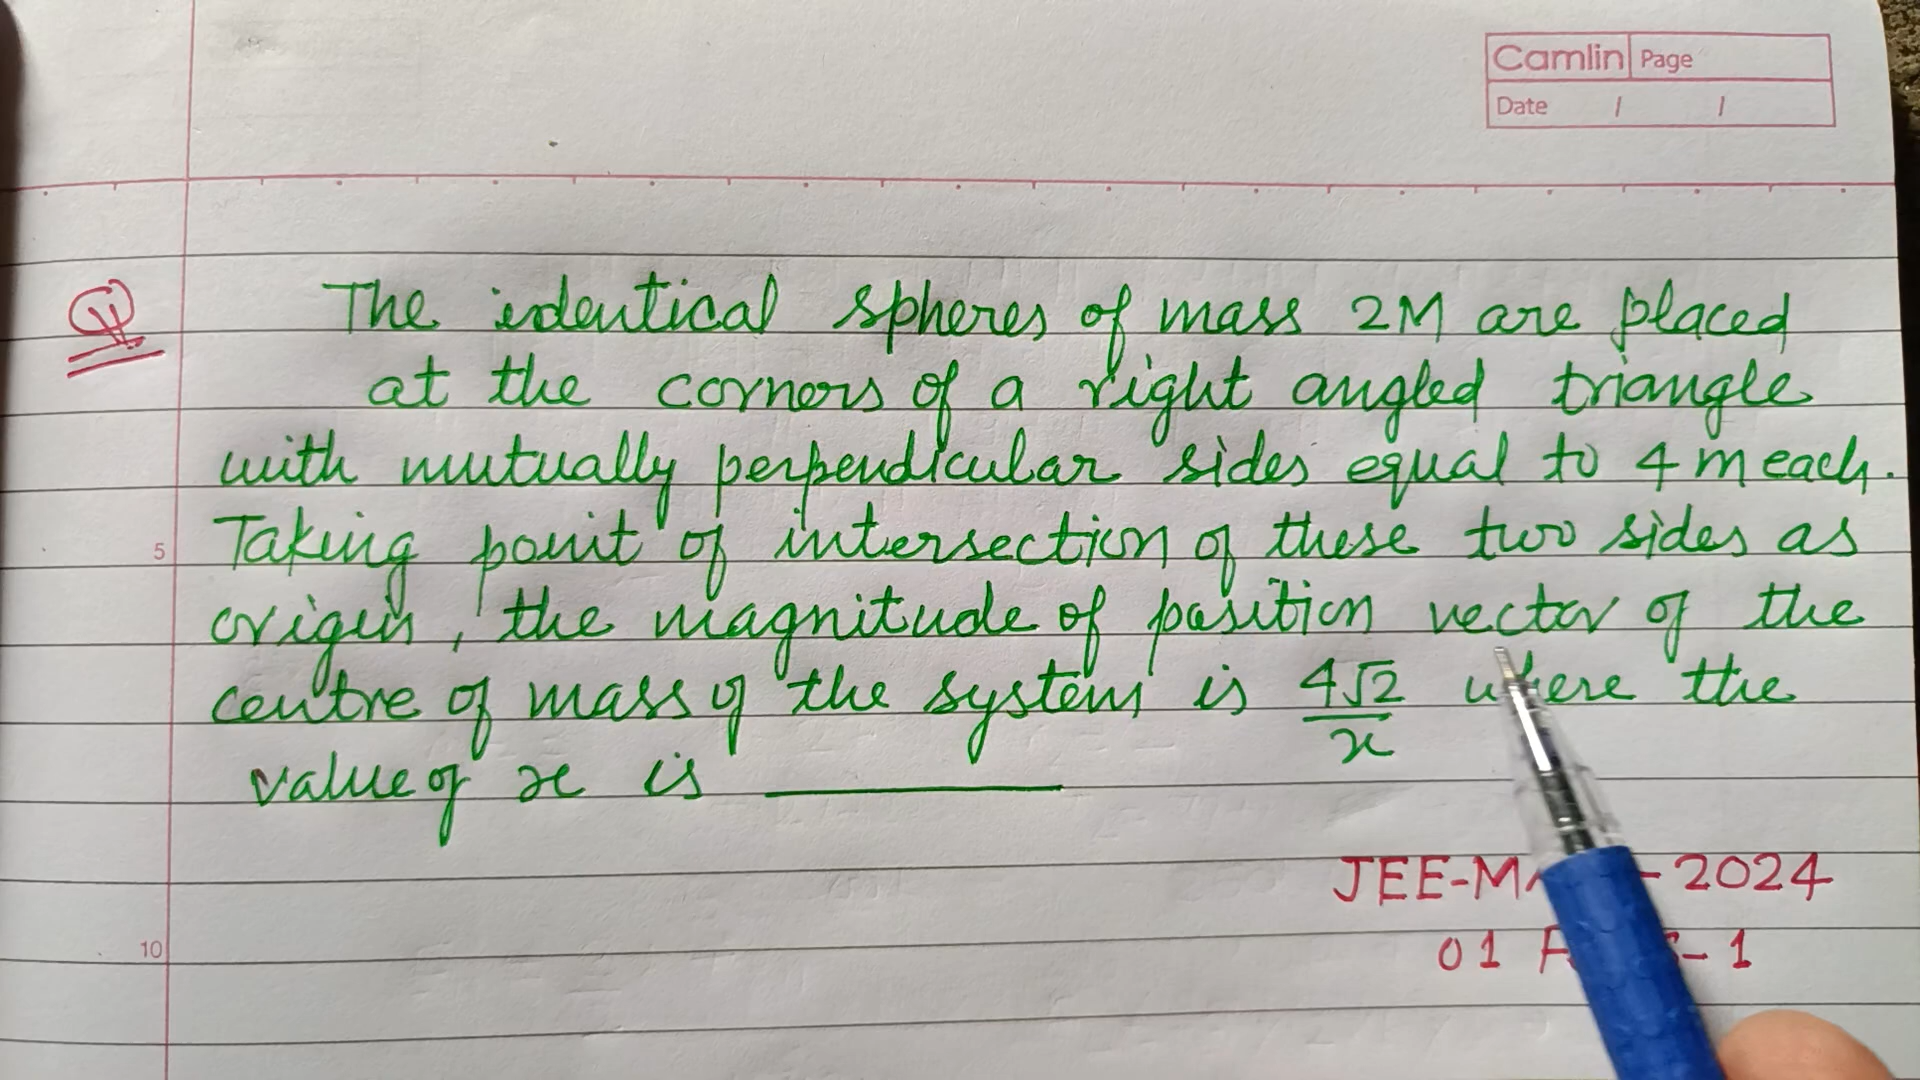 Camlin Page
Date / /
Q The identical spheres of mass 2M are placed
at the corners of a right angled triangle
with mutually perpendicular sides equal to 4 m each.
5 Taking point of intersection of these two sides as
origin, the magnitude of position vector of the
centre of mass of the system is 4√2/x where the
value of x is ________
JEE- -2024
10 01 - 1